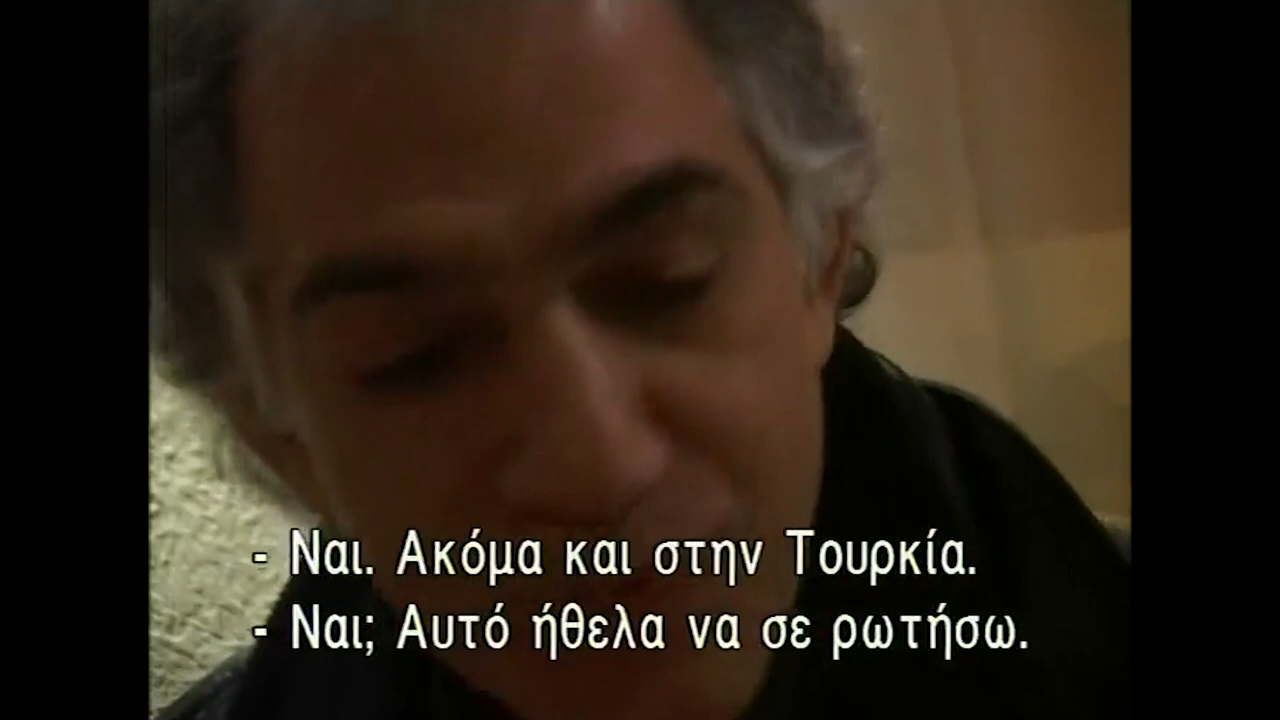 - Ναι. Ακόμα και στην Τουρκία.
- Ναι; Αυτό ήθελα να σε ρωτήσω.